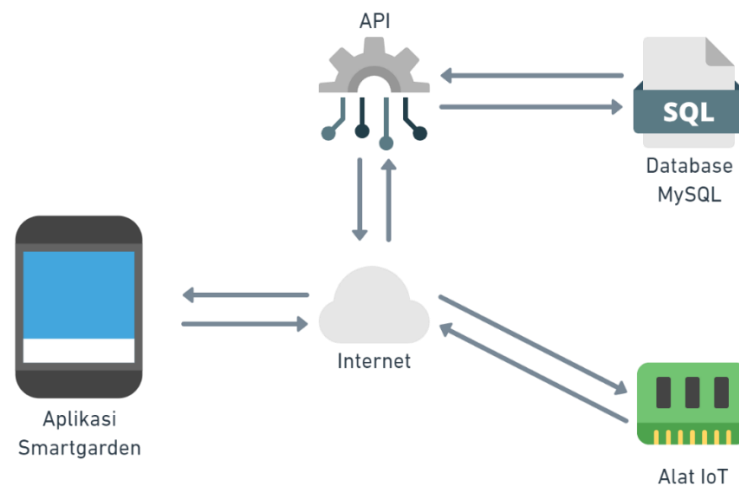 API
SQL
Database
MySQL
Internet
Aplikasi
Smartgarden
Alat IoT